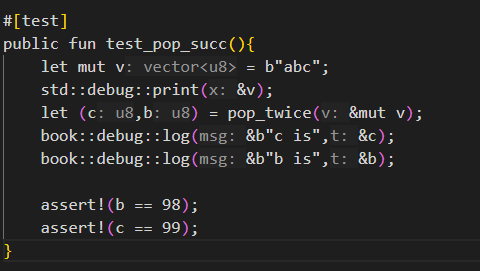 #[test]
public fun test_pop_succ(){
    let mut v: vector<u8> = b"abc";
    std::debug::print(x: &v);
    let (c: u8,b: u8) = pop_twice(v: &mut v);
    book::debug::log(msg: &b"c is",t: &c);
    book::debug::log(msg: &b"b is",t: &b);

    assert!(b == 98);
    assert!(c == 99);
}